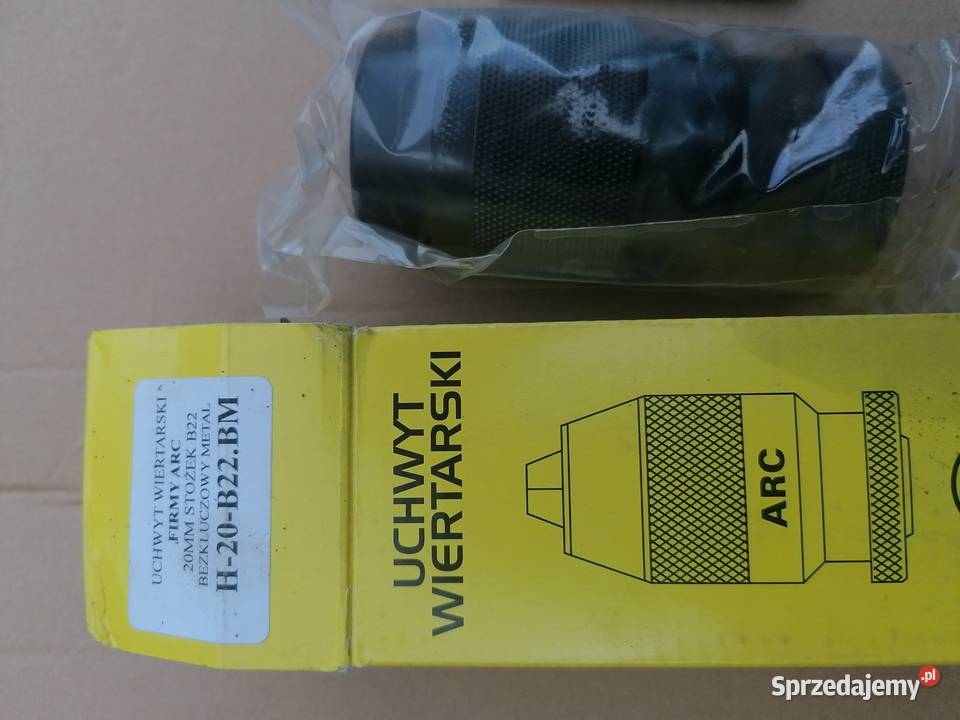 UCHWYT WIERTARSKI
.FIRMY ARC
20MM STOŻEK B22
BEZKLUCZOWY METAL
H-20-B22.BM
UCHWYT
WIERTARSKI
ARC
Sprzedajemy.pl